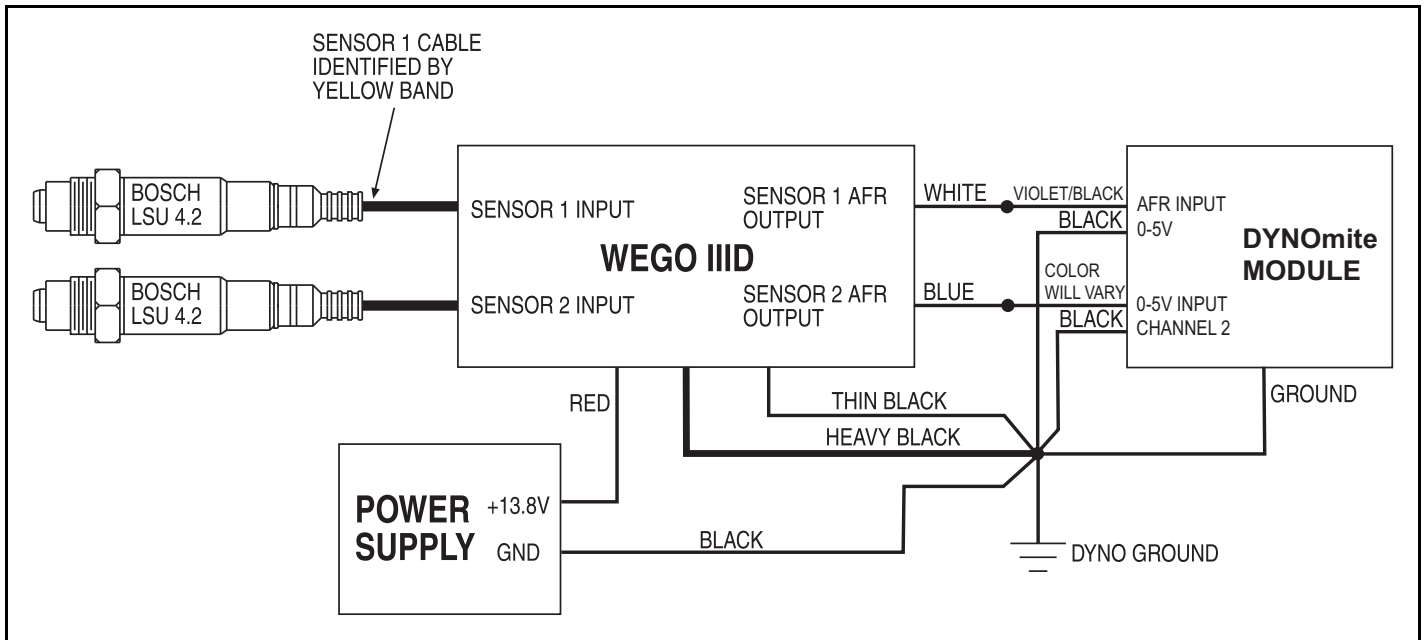 SENSOR 1 CABLE
IDENTIFIED BY
YELLOW BAND
BOSCH
LSU 4.2
BOSCH
LSU 4.2
SENSOR 1 INPUT
SENSOR 2 INPUT
WEGO IIID
SENSOR 1 AFR
OUTPUT
SENSOR 2 AFR
OUTPUT
WHITE
VIOLET/BLACK
BLACK
BLUE
COLOR
WILL VARY
BLACK
AFR INPUT
0-5V
0-5V INPUT
CHANNEL 2
DYNOmite
MODULE
RED
THIN BLACK
HEAVY BLACK
GROUND
POWER
SUPPLY
+13.8V
GND
BLACK
DYNO GROUND